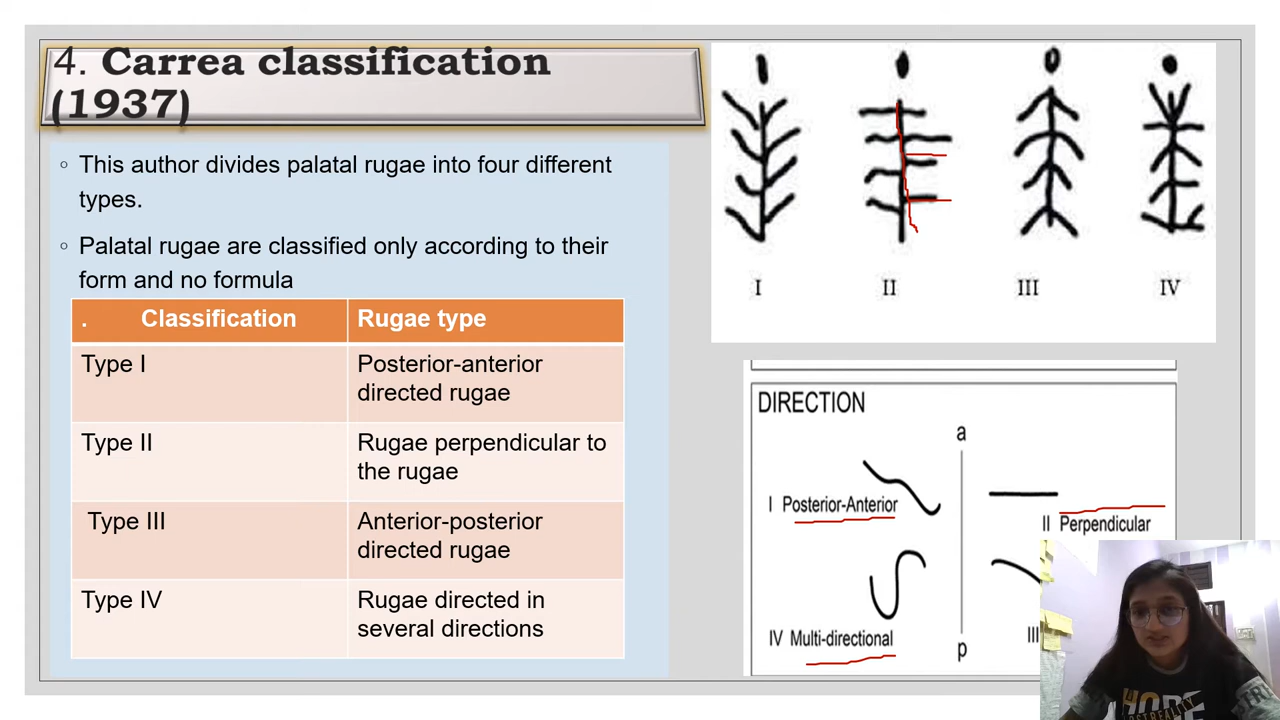 4. Carrea classification
(1937)
◦ This author divides palatal rugae into four different
types.
◦ Palatal rugae are classified only according to their
form and no formula
. Classification Rugae type
Type I Posterior-anterior
directed rugae
Type II Rugae perpendicular to
the rugae
Type III Anterior-posterior
directed rugae
Type IV Rugae directed in
several directions
I II III IV
DIRECTION
a
I Posterior-Anterior
II Perpendicular
IV Multi-directional
III
p